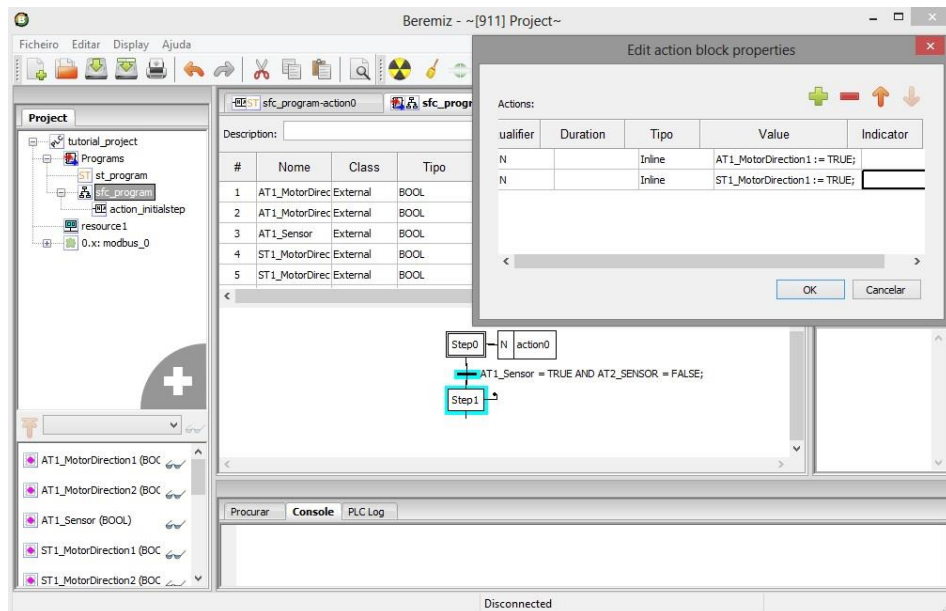 Beremiz - ~[911] Project~
Ficheiro Editar Display Ajuda
Edit action block properties
Actions:
ualifier Duration Tipo Value Indicator
N Inline AT1_MotorDirection1 := TRUE;
N Inline ST1_MotorDirection1 := TRUE;
OK Cancelar
Project
tutorial_project
Programs
ST st_program
sfc_program
action_initialstep
resource1
0.x: modbus_0
ST sfc_program-action0 sfc_progr
Description:
# Nome Class Tipo
1 AT1_MotorDirec External BOOL
2 AT1_MotorDirec External BOOL
3 AT1_Sensor External BOOL
4 ST1_MotorDirec External BOOL
5 ST1_MotorDirec External BOOL
Step0 N action0
AT1_Sensor = TRUE AND AT2_SENSOR = FALSE;
Step1
AT1_MotorDirection1 (BOC
AT1_MotorDirection2 (BOC
AT1_Sensor (BOOL)
ST1_MotorDirection1 (BOC
ST1_MotorDirection2 (BOC
Procurar Console PLC Log
Disconnected